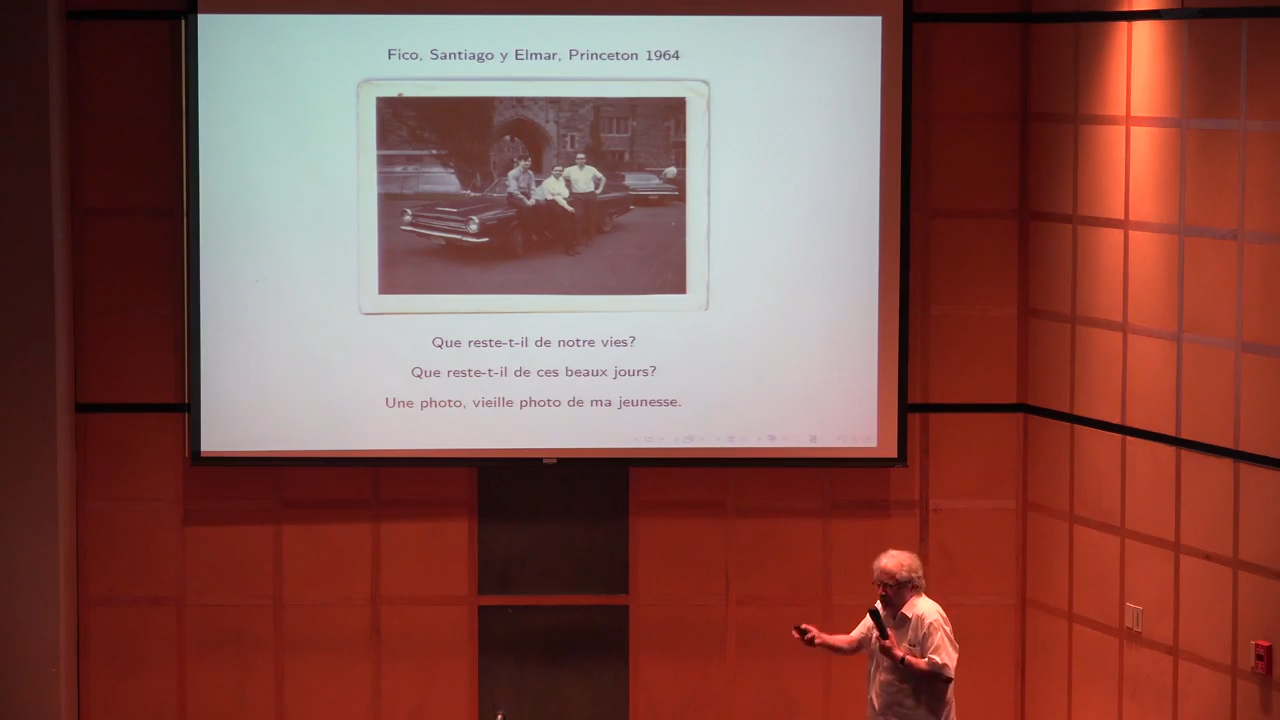 Fico, Santiago y Elmar, Princeton 1964
Que reste-t-il de notre vies?
Que reste-t-il de ces beaux jours?
Une photo, vieille photo de ma jeunesse.